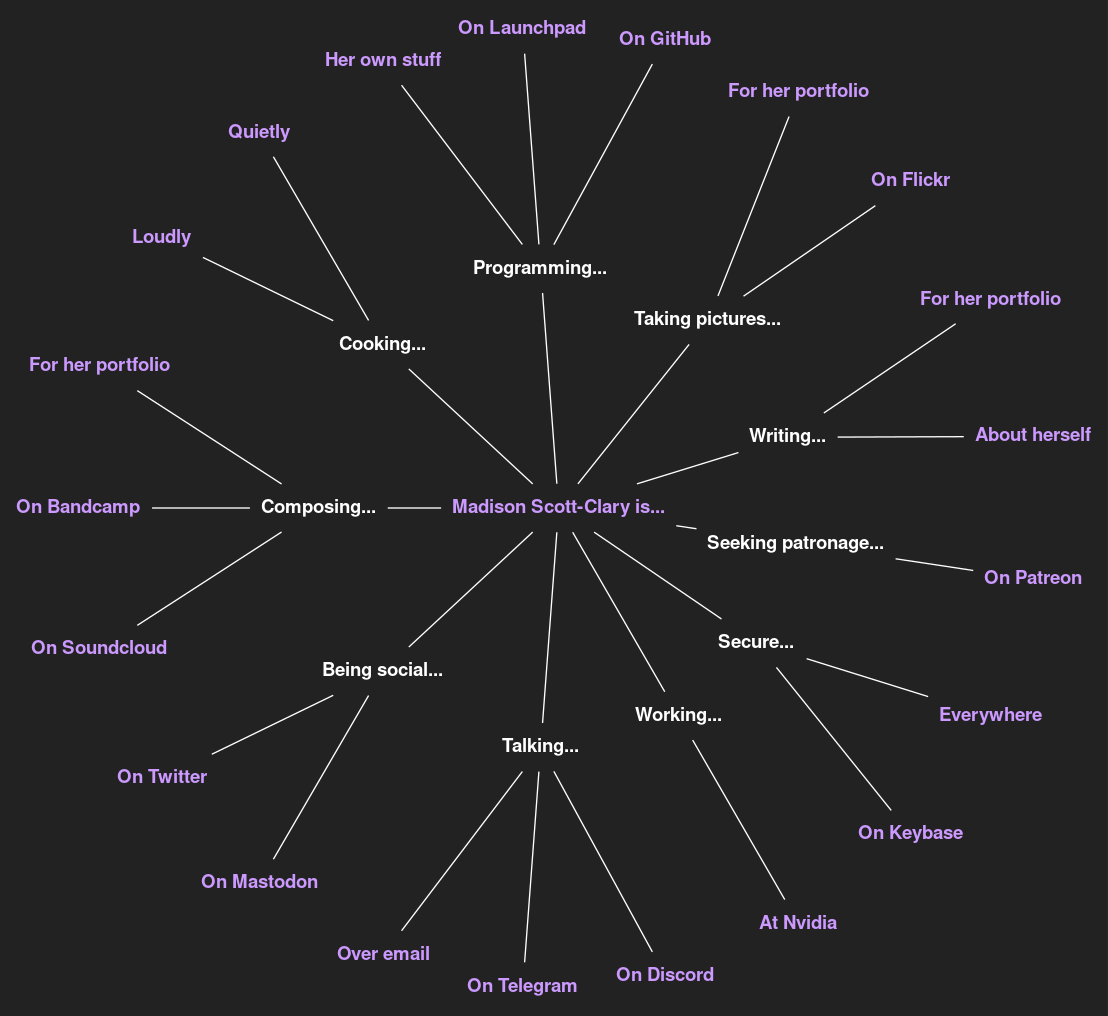 On Launchpad
On GitHub
Her own stuff
For her portfolio
Quietly
On Flickr
Loudly
Programming...
For her portfolio
Taking pictures...
Cooking...
For her portfolio
Writing...
About herself
On Bandcamp
Composing...
Madison Scott-Clary is...
Seeking patronage...
On Patreon
Secure...
On Soundcloud
Being social...
Working...
Everywhere
Talking...
On Twitter
On Keybase
On Mastodon
At Nvidia
Over email
On Discord
On Telegram